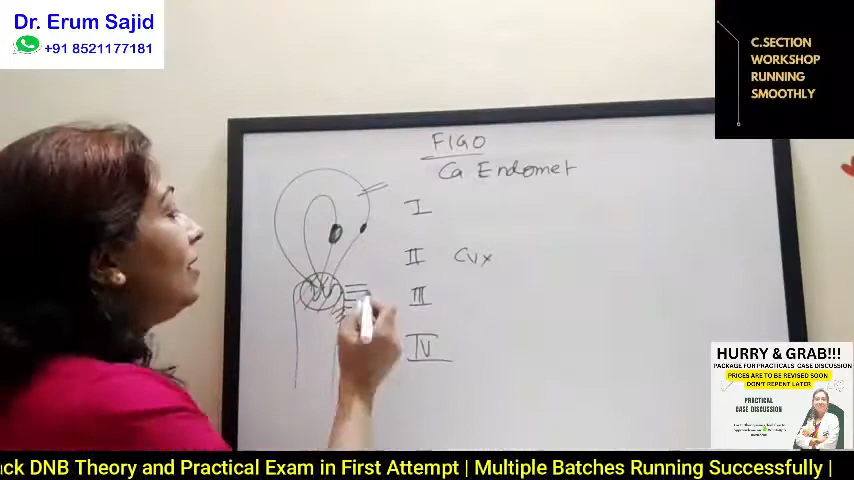 Dr. Erum Sajid
+91 8521177181
C.SECTION
WORKSHOP
RUNNING
SMOOTHLY
FIGO
Ca Endomet
I
II Cvx
III
IV
HURRY & GRAB!!!
PACKAGE FOR PRACTICALS CASE DISCUSSION
PRICES ARE TO BE REVISED SOON
DON'T REPENT LATER
PRACTICAL
CASE DISCUSSION
ck DNB Theory and Practical Exam in First Attempt | Multiple Batches Running Successfully |